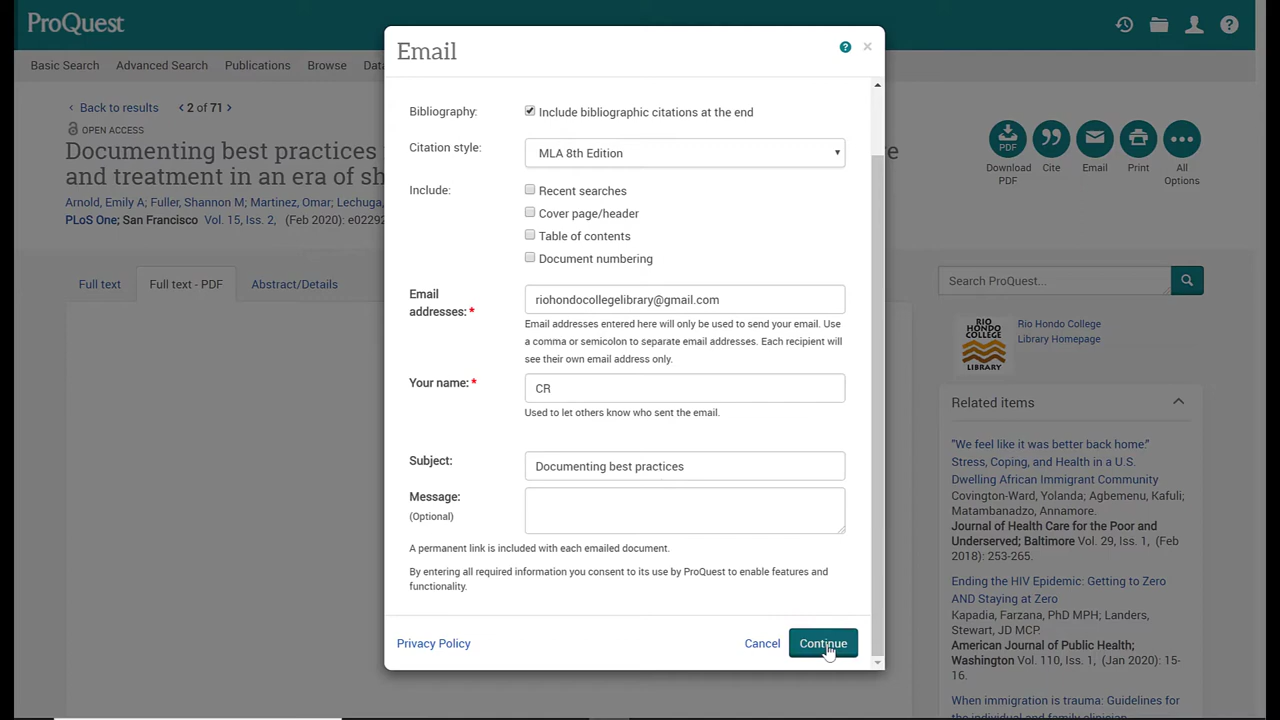 ProQuest
Basic Search Advanced Search Publications Browse Dat
< Back to results < 2 of 71 >
OPEN ACCESS
Documenting best practices
and treatment in an era of sh
re
Arnold, Emily A; Fuller, Shannon M; Martinez, Omar; Lechuga,
PLoS One; San Francisco Vol. 15, Iss. 2, (Feb 2020): e02292
PDF
Download PDF
Cite
Email
Print
All Options
Full text Full text - PDF Abstract/Details
Email
? ×
Bibliography: Include bibliographic citations at the end
Citation style: MLA 8th Edition
Include: Recent searches
Cover page/header
Table of contents
Document numbering
Email addresses: * riohondocollegelibrary@gmail.com
Email addresses entered here will only be used to send your email. Use
a comma or semicolon to separate email addresses. Each recipient will
see their own email address only.
Your name: * CR
Used to let others know who sent the email.
Subject: Documenting best practices
Message:
(Optional)
A permanent link is included with each emailed document.
By entering all required information you consent to its use by ProQuest to enable features and
functionality.
Privacy Policy Cancel Continue
Search ProQuest...
RIO HONDO COLLEGE LIBRARY
Rio Hondo College
Library Homepage
Related items
"We feel like it was better back home."
Stress, Coping, and Health in a U.S.
Dwelling African Immigrant Community
Covington-Ward, Yolanda; Agbemenu, Kafuli;
Matambanadzo, Annamore.
Journal of Health Care for the Poor and
Underserved; Baltimore Vol. 29, Iss. 1, (Feb
2018): 253-265.
Ending the HIV Epidemic: Getting to Zero
AND Staying at Zero
Kapadia, Farzana, PhD MPH; Landers,
Stewart, JD MCP.
American Journal of Public Health;
Washington Vol. 110, Iss. 1, (Jan 2020): 15-
16.
When immigration is trauma: Guidelines for
the individual and family clinician